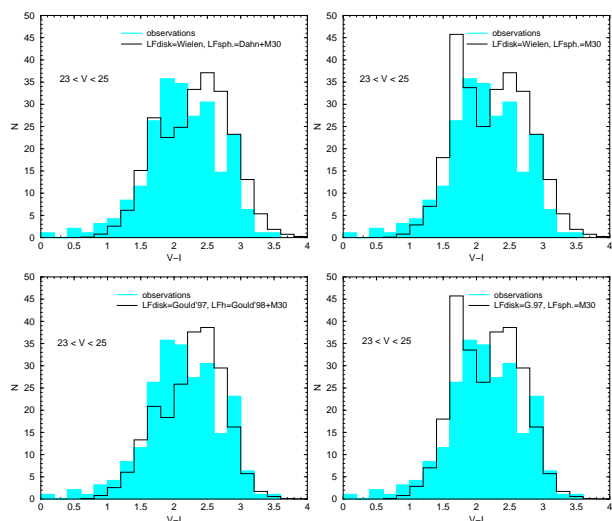 50
45
40
35
30
25
20
15
10
5
0
N
observations
LFdisk=Wielen, LFsph.=Dahn+M30
23 < V < 25
0 0.5 1 1.5 2 2.5 3 3.5 4
V−I
50
45
40
35
30
25
20
15
10
5
0
N
observations
LFdisk=Wielen, LFsph.=M30
23 < V < 25
0 0.5 1 1.5 2 2.5 3 3.5 4
V−I
50
45
40
35
30
25
20
15
10
5
0
N
observations
LFdisk=Gould'97, LFh=Gould'98+M30
23 < V < 25
0 0.5 1 1.5 2 2.5 3 3.5 4
V−I
50
45
40
35
30
25
20
15
10
5
0
N
observations
LFdisk=G.97, LFsph.=M30
23 < V < 25
0 0.5 1 1.5 2 2.5 3 3.5 4
V−I